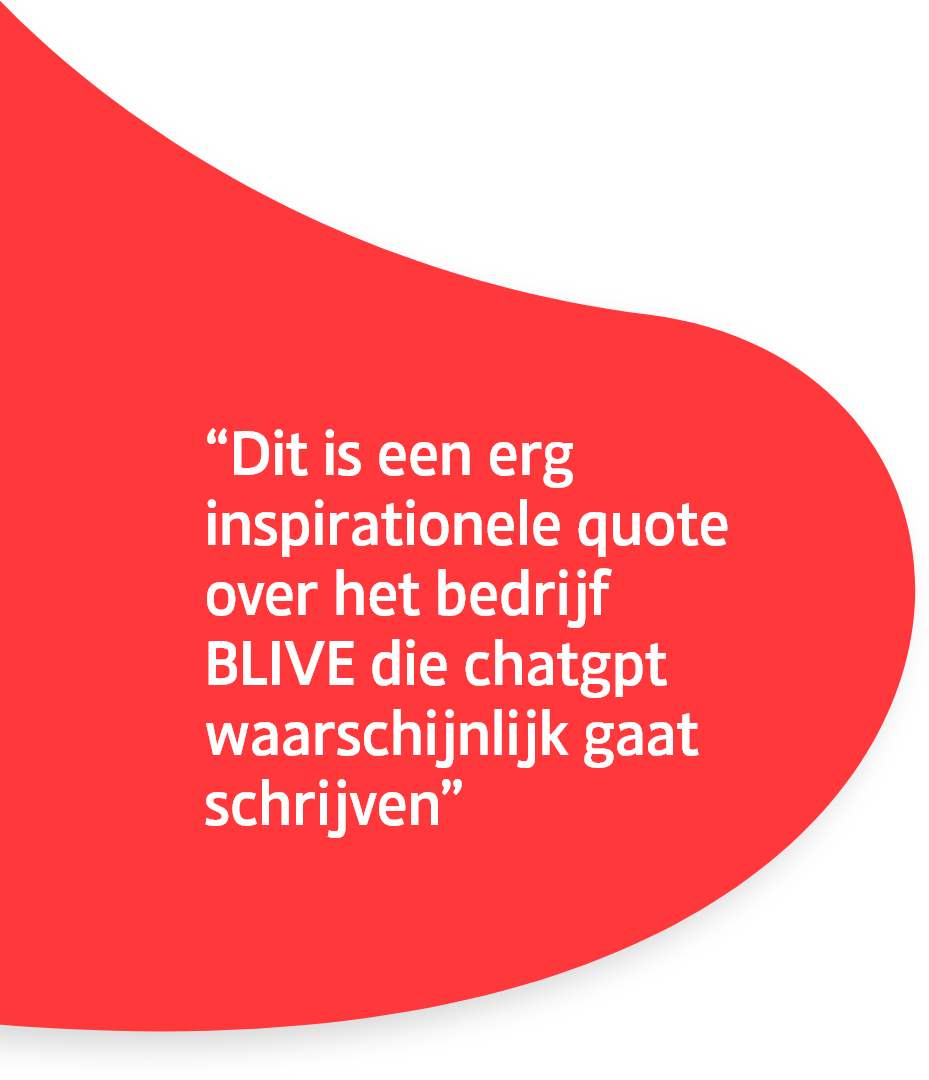 “Dit is een erg
inspirationele quote
over het bedrijf
BLIVE die chatgpt
waarschijnlijk gaat
schrijven”